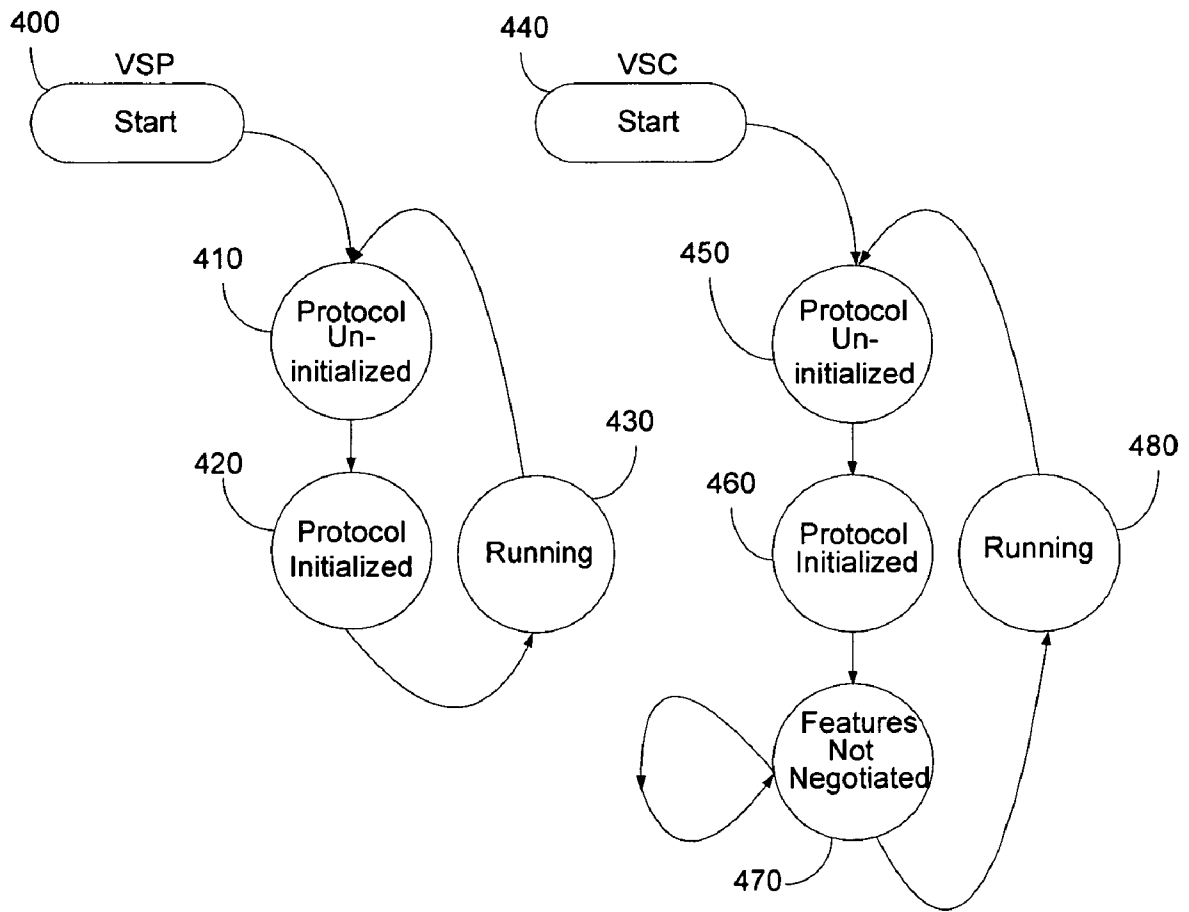 400
VSP
Start
410
Protocol
Un-
initialized
420
Protocol
Initialized
430
Running
440
VSC
Start
450
Protocol
Un-
initialized
460
Protocol
Initialized
480
Running
Features
Not
Negotiated
470